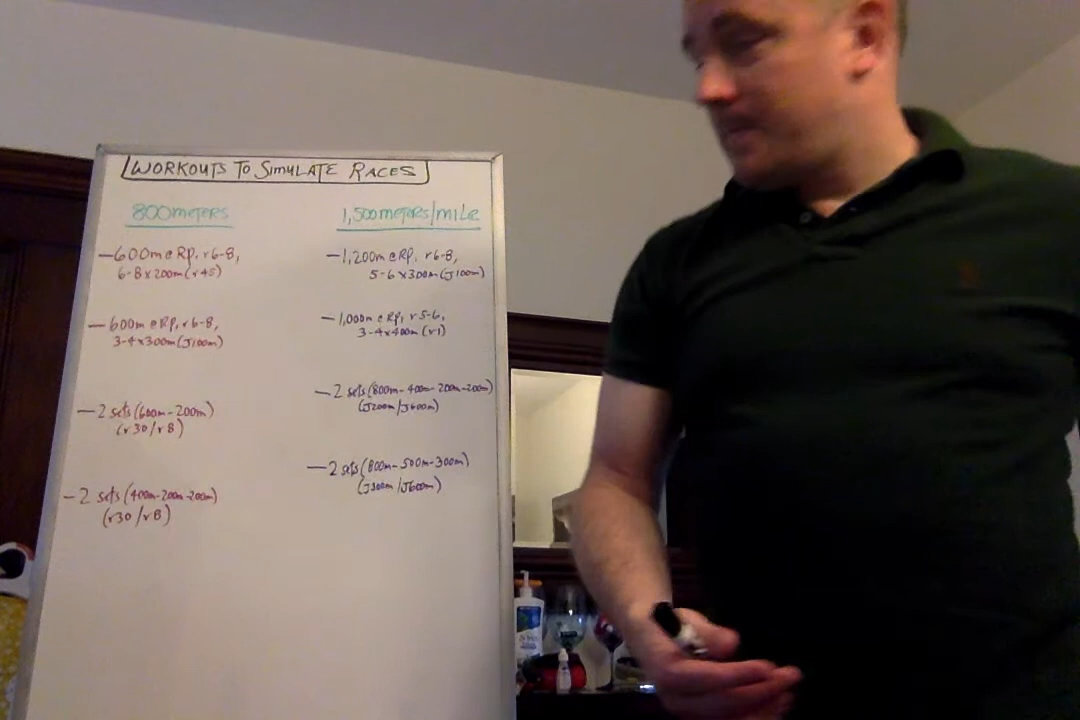 WORKOUTS TO SIMULATE RACES
800 meters
—600m @ RP, r6-8,
6-8 x 200m (r45)
—600m @ RP, r6-8,
3-4 x 300m (J100m)
—2 sets (600m-200m)
(r30/r8)
—2 sets (400m-200m-200m)
(r30/r8)
1,500 meters/mile
—1,200m @ RP, r6-8,
5-6 x 300m (J100m)
—1,000m @ RP, r5-6,
3-4 x 400m (r1)
—2 sets (800m-400m-200m-200m)
(J200m/J600m)
—2 sets (800m-500m-300m)
(J300m/J600m)